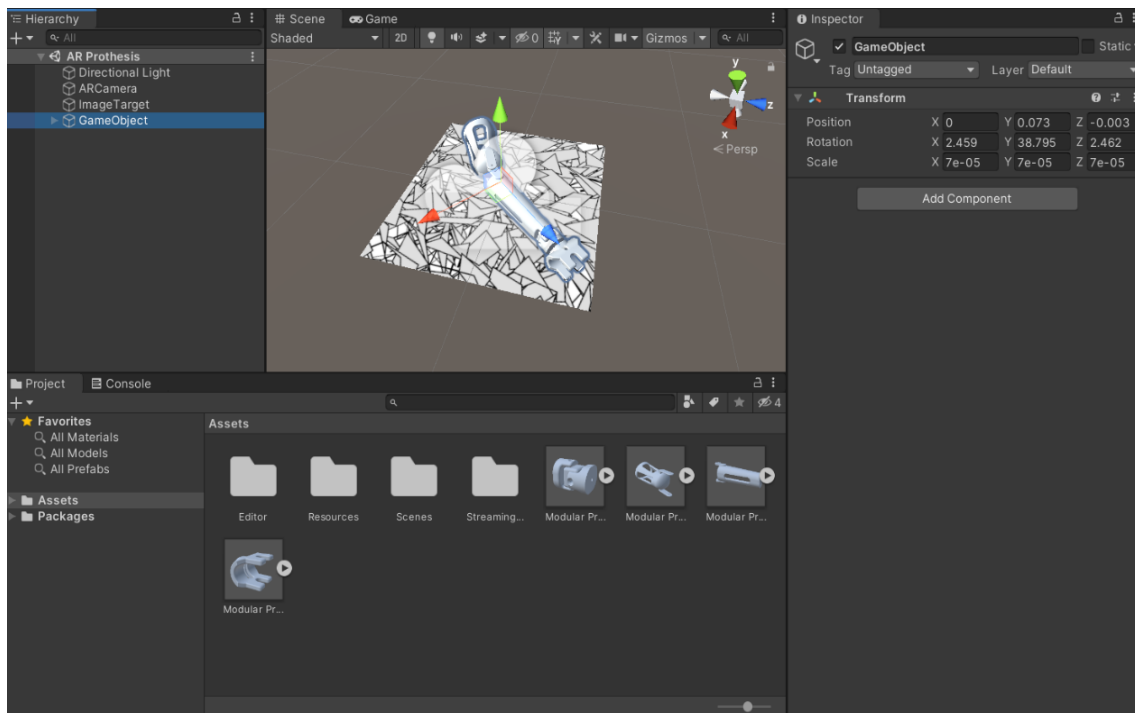 Hierarchy
All
AR Prothesis
Directional Light
ARCamera
ImageTarget
GameObject
Scene
Game
Shaded
2D
0
Gizmos
All
y
z
x
Persp
Inspector
GameObject
Static
Tag Untagged
Layer Default
Transform
Position X 0 Y 0.073 Z -0.003
Rotation X 2.459 Y 38.795 Z 2.462
Scale X 7e-05 Y 7e-05 Z 7e-05
Add Component
Project
Console
4
Favorites
All Materials
All Models
All Prefabs
Assets
Packages
Assets
Editor
Resources
Scenes
Streaming...
Modular Pr...
Modular Pr...
Modular Pr...
Modular Pr...